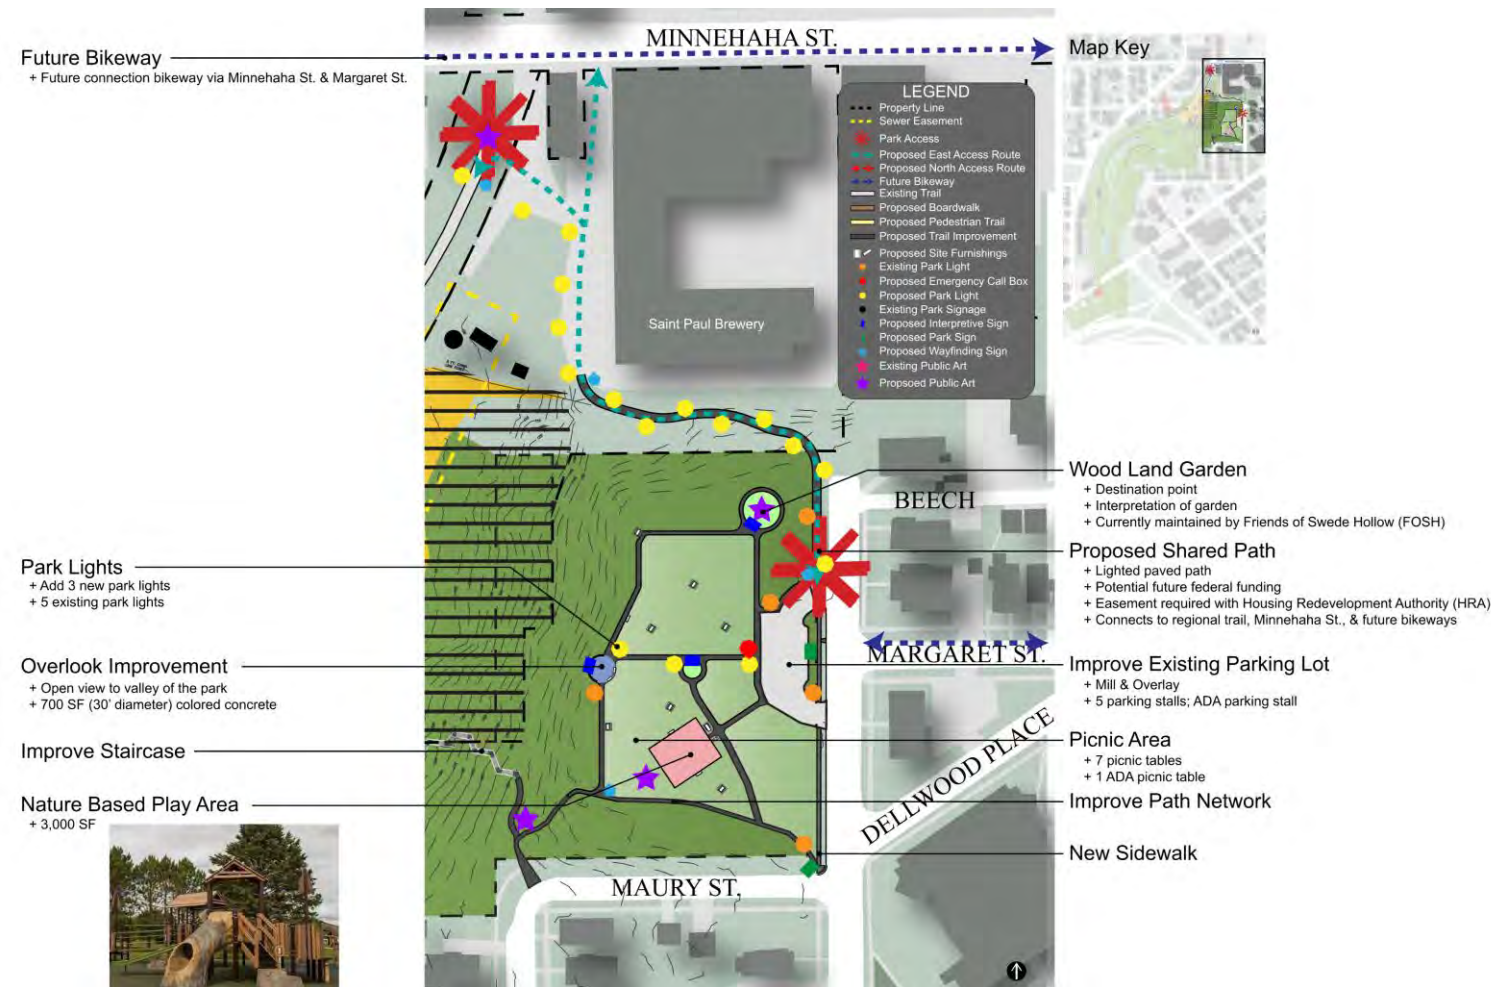 MINNEHAHA ST.
Future Bikeway
+ Future connection bikeway via Minnehaha St. & Margaret St.
Map Key
LEGEND
Property Line
Sewer Easement
Park Access
Proposed East Access Route
Proposed North Access Route
Future Bikeway
Existing Trail
Proposed Boardwalk
Proposed Pedestrian Trail
Proposed Trail Improvement
Proposed Site Furnishings
Existing Park Light
Proposed Emergency Call Box
Proposed Park Light
Existing Park Signage
Proposed Interpretive Sign
Proposed Park Sign
Proposed Wayfinding Sign
Existing Public Art
Propsoed Public Art
Saint Paul Brewery
Wood Land Garden
+ Destination point
+ Interpretation of garden
+ Currently maintained by Friends of Swede Hollow (FOSH)
BEECH
Proposed Shared Path
+ Lighted paved path
+ Potential future federal funding
+ Easement required with Housing Redevelopment Authority (HRA)
+ Connects to regional trail, Minnehaha St., & future bikeways
Park Lights
+ Add 3 new park lights
+ 5 existing park lights
MARGARET ST.
Improve Existing Parking Lot
+ Mill & Overlay
+ 5 parking stalls; ADA parking stall
Overlook Improvement
+ Open view to valley of the park
+ 700 SF (30' diameter) colored concrete
DELLWOOD PLACE
Picnic Area
+ 7 picnic tables
+ 1 ADA picnic table
Improve Staircase
Improve Path Network
Nature Based Play Area
+ 3,000 SF
New Sidewalk
MAURY ST.